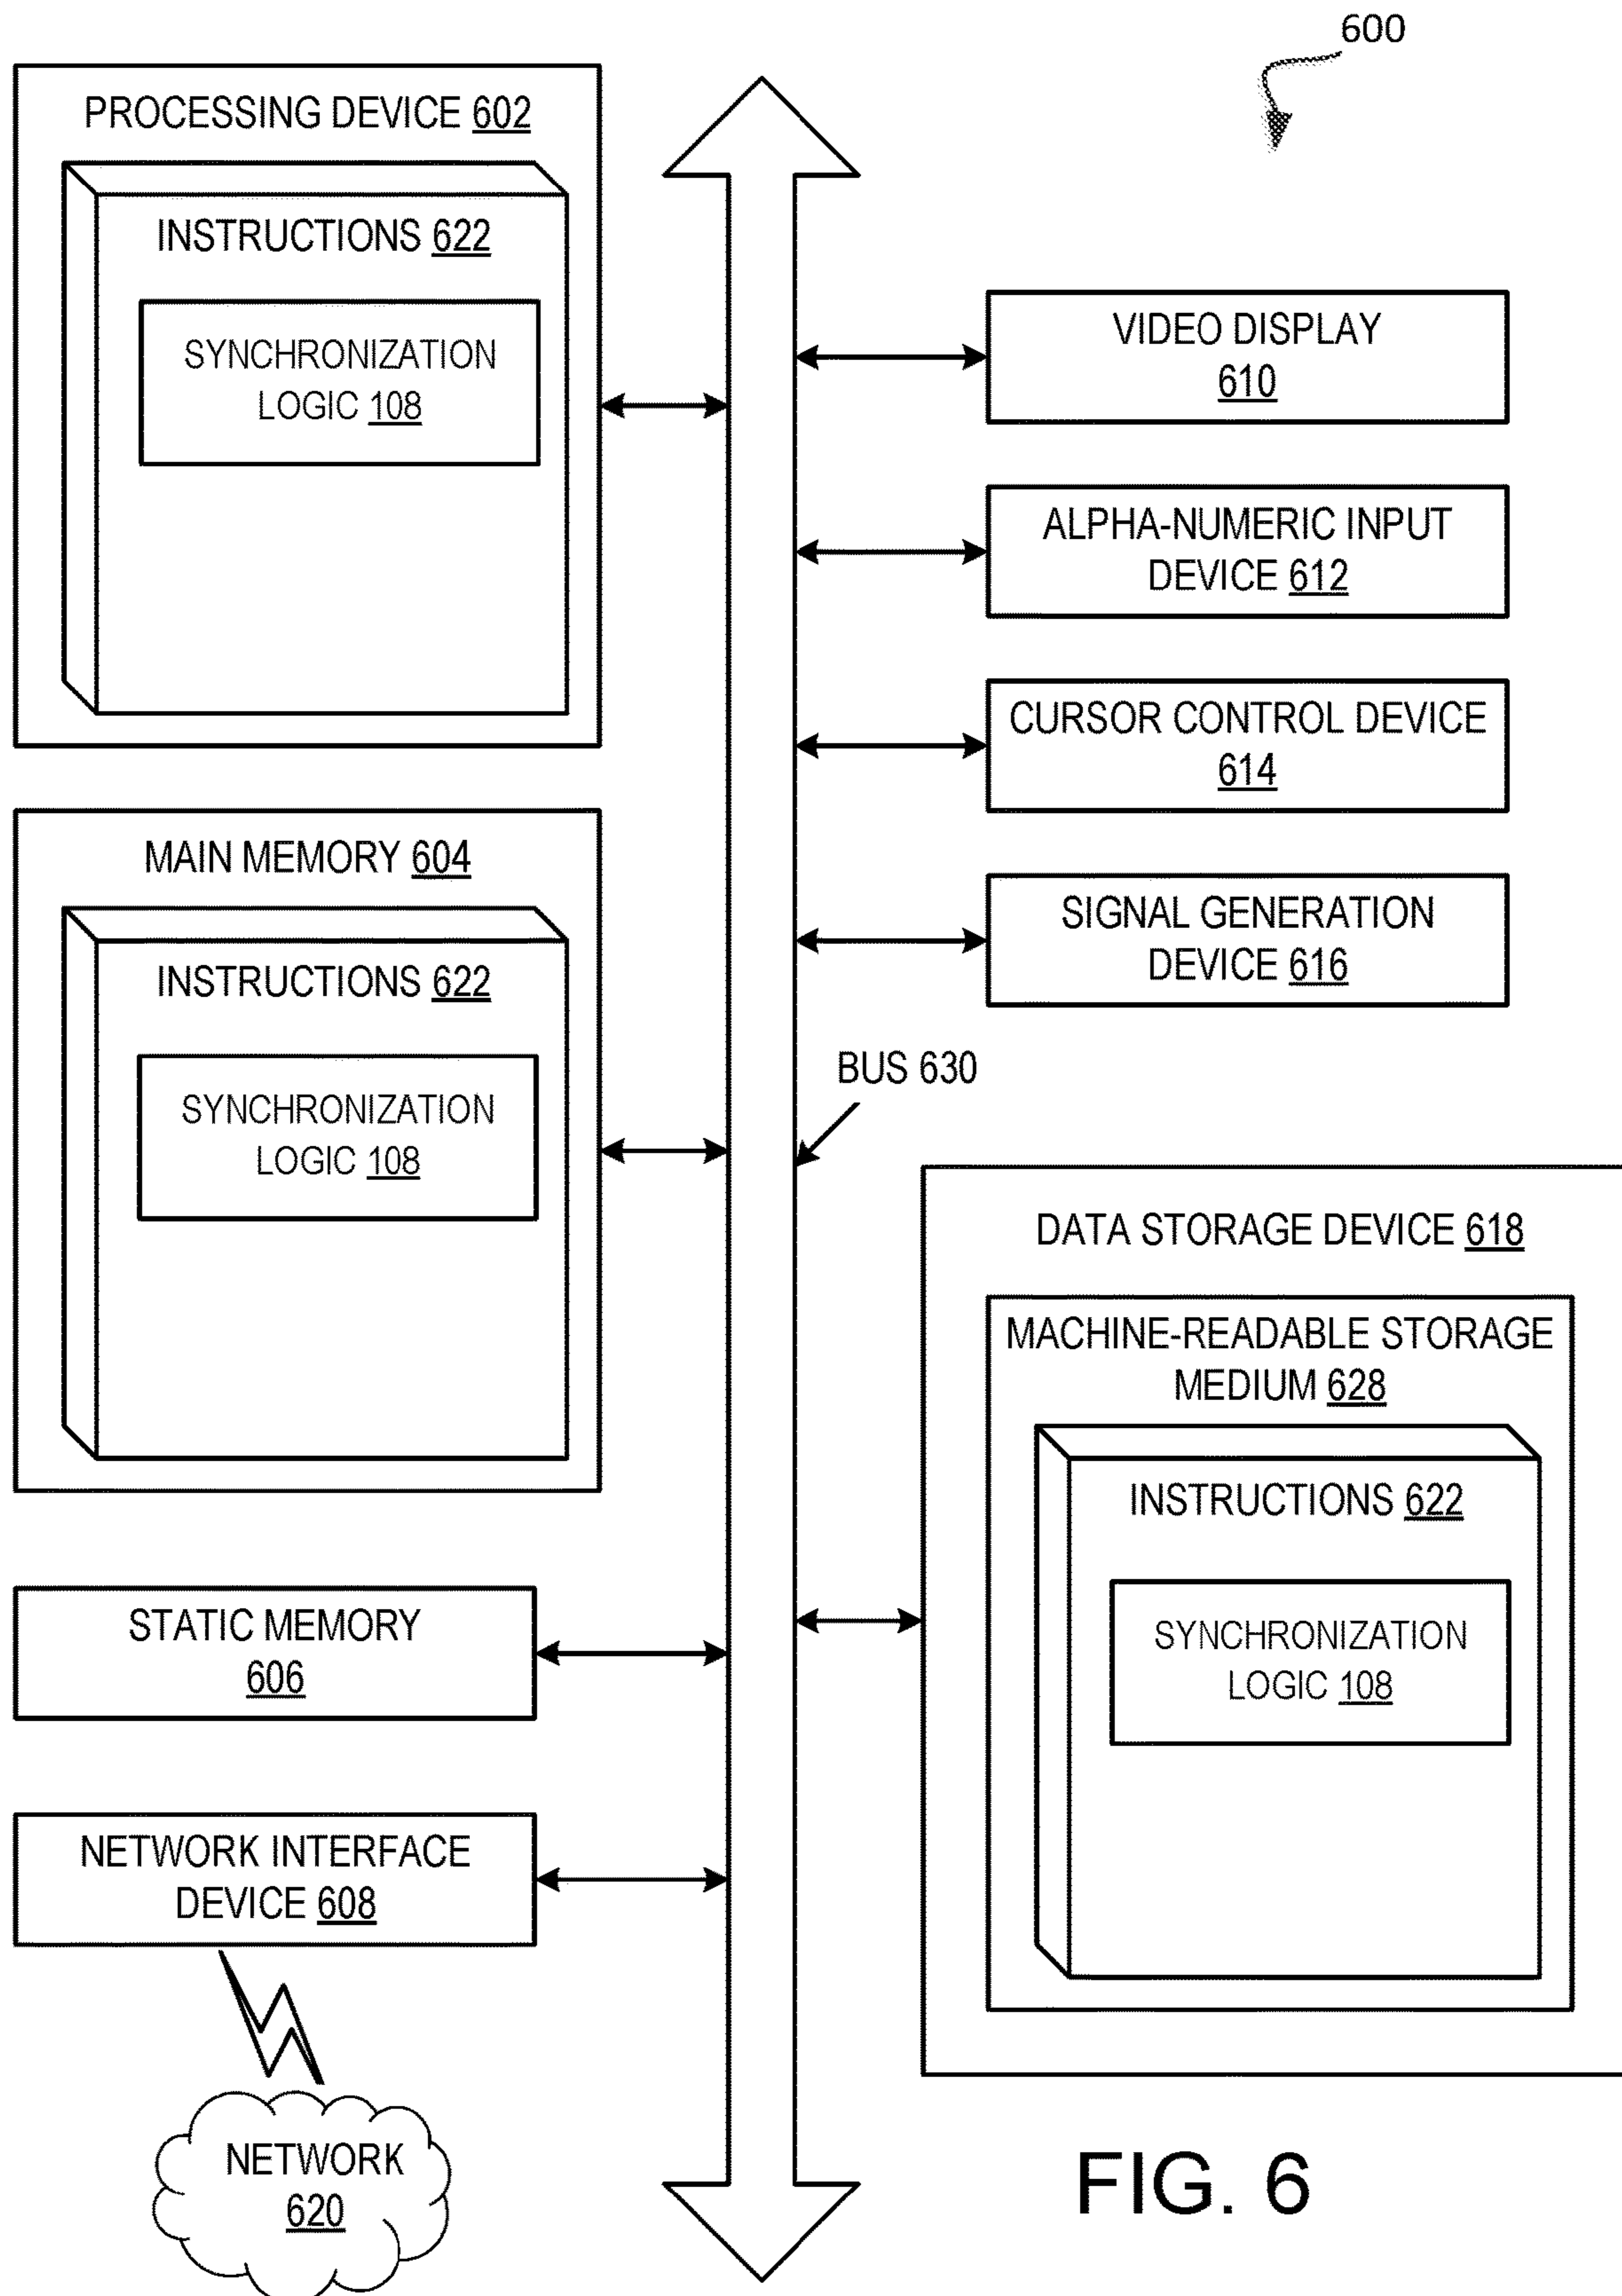 600
PROCESSING DEVICE 602
INSTRUCTIONS 622
SYNCHRONIZATION
LOGIC 108
MAIN MEMORY 604
INSTRUCTIONS 622
SYNCHRONIZATION
LOGIC 108
STATIC MEMORY
606
NETWORK INTERFACE
DEVICE 608
NETWORK
620
VIDEO DISPLAY
610
ALPHA-NUMERIC INPUT
DEVICE 612
CURSOR CONTROL DEVICE
614
SIGNAL GENERATION
DEVICE 616
BUS 630
DATA STORAGE DEVICE 618
MACHINE-READABLE STORAGE
MEDIUM 628
INSTRUCTIONS 622
SYNCHRONIZATION
LOGIC 108
FIG. 6